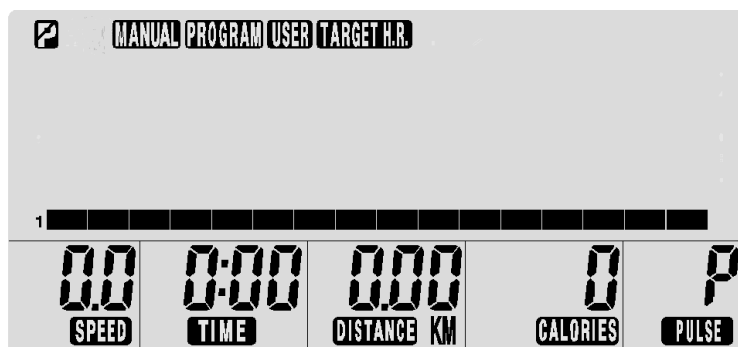 MANUAL PROGRAM USER TARGET H.R.
1
0.0 0:00 0.00 0 P
SPEED TIME DISTANCE KM CALORIES PULSE